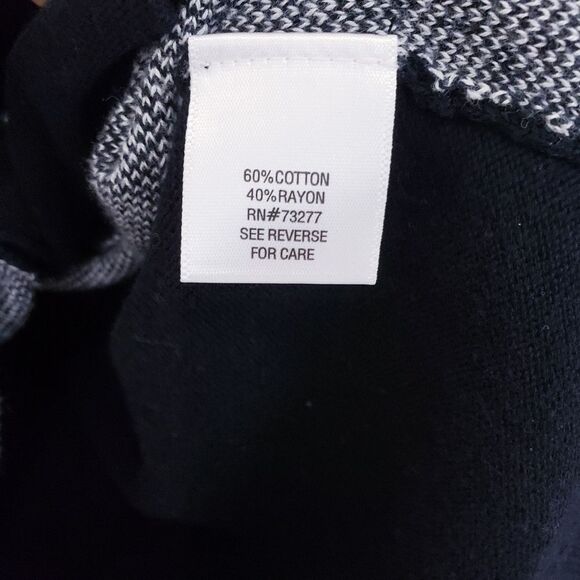 60%COTTON
40%RAYON
RN#73277
SEE REVERSE
FOR CARE